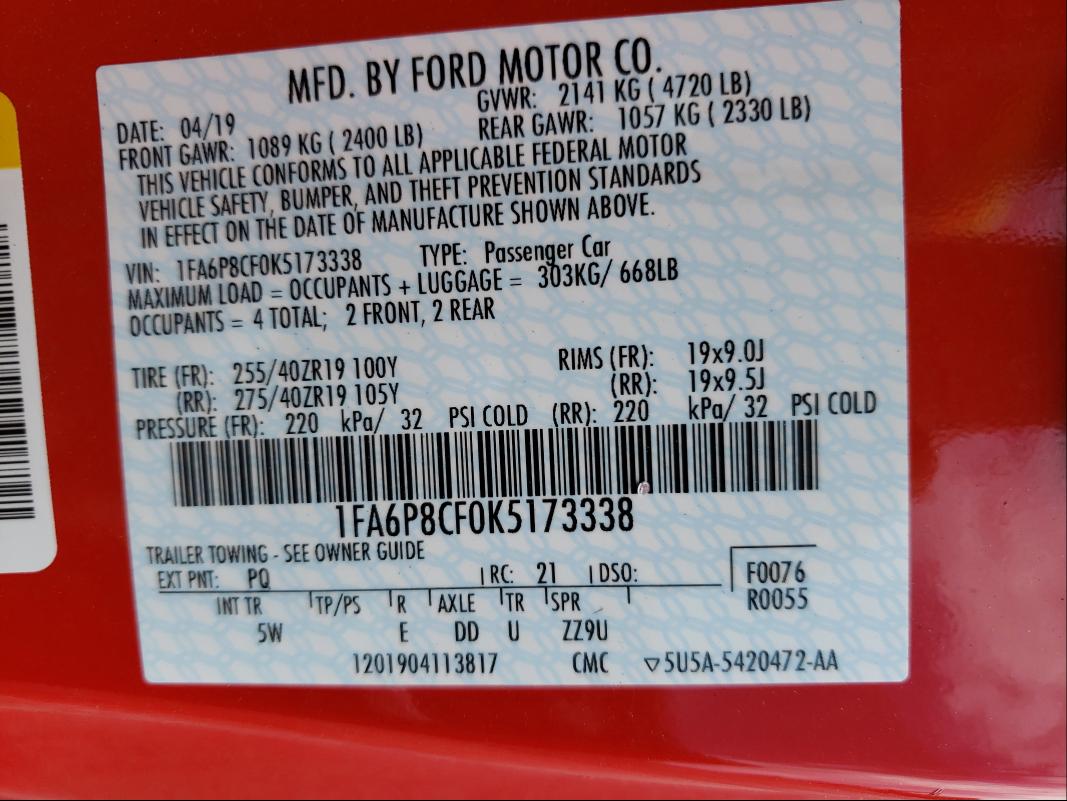 MFD. BY FORD MOTOR CO.
DATE: 04/19 GVWR: 2141 KG ( 4720 LB)
FRONT GAWR: 1089 KG ( 2400 LB) REAR GAWR: 1057 KG ( 2330 LB)
THIS VEHICLE CONFORMS TO ALL APPLICABLE FEDERAL MOTOR
VEHICLE SAFETY, BUMPER, AND THEFT PREVENTION STANDARDS
IN EFFECT ON THE DATE OF MANUFACTURE SHOWN ABOVE.
VIN: 1FA6P8CF0K5173338 TYPE: Passenger Car
MAXIMUM LOAD = OCCUPANTS + LUGGAGE = 303KG/ 668LB
OCCUPANTS = 4 TOTAL; 2 FRONT, 2 REAR
TIRE (FR): 255/40ZR19 100Y RIMS (FR): 19x9.0J
(RR): 275/40ZR19 105Y (RR): 19x9.5J
PRESSURE (FR): 220 kPa/ 32 PSI COLD (RR): 220 kPa/ 32 PSI COLD
1FA6P8CF0K5173338
TRAILER TOWING - SEE OWNER GUIDE
EXT PNT: PQ RC: 21 DSO: F0076
INT TR TP/PS R AXLE TR SPR R0055
5W E DD U ZZ9U
1201904113817 CMC ▽5U5A-5420472-AA